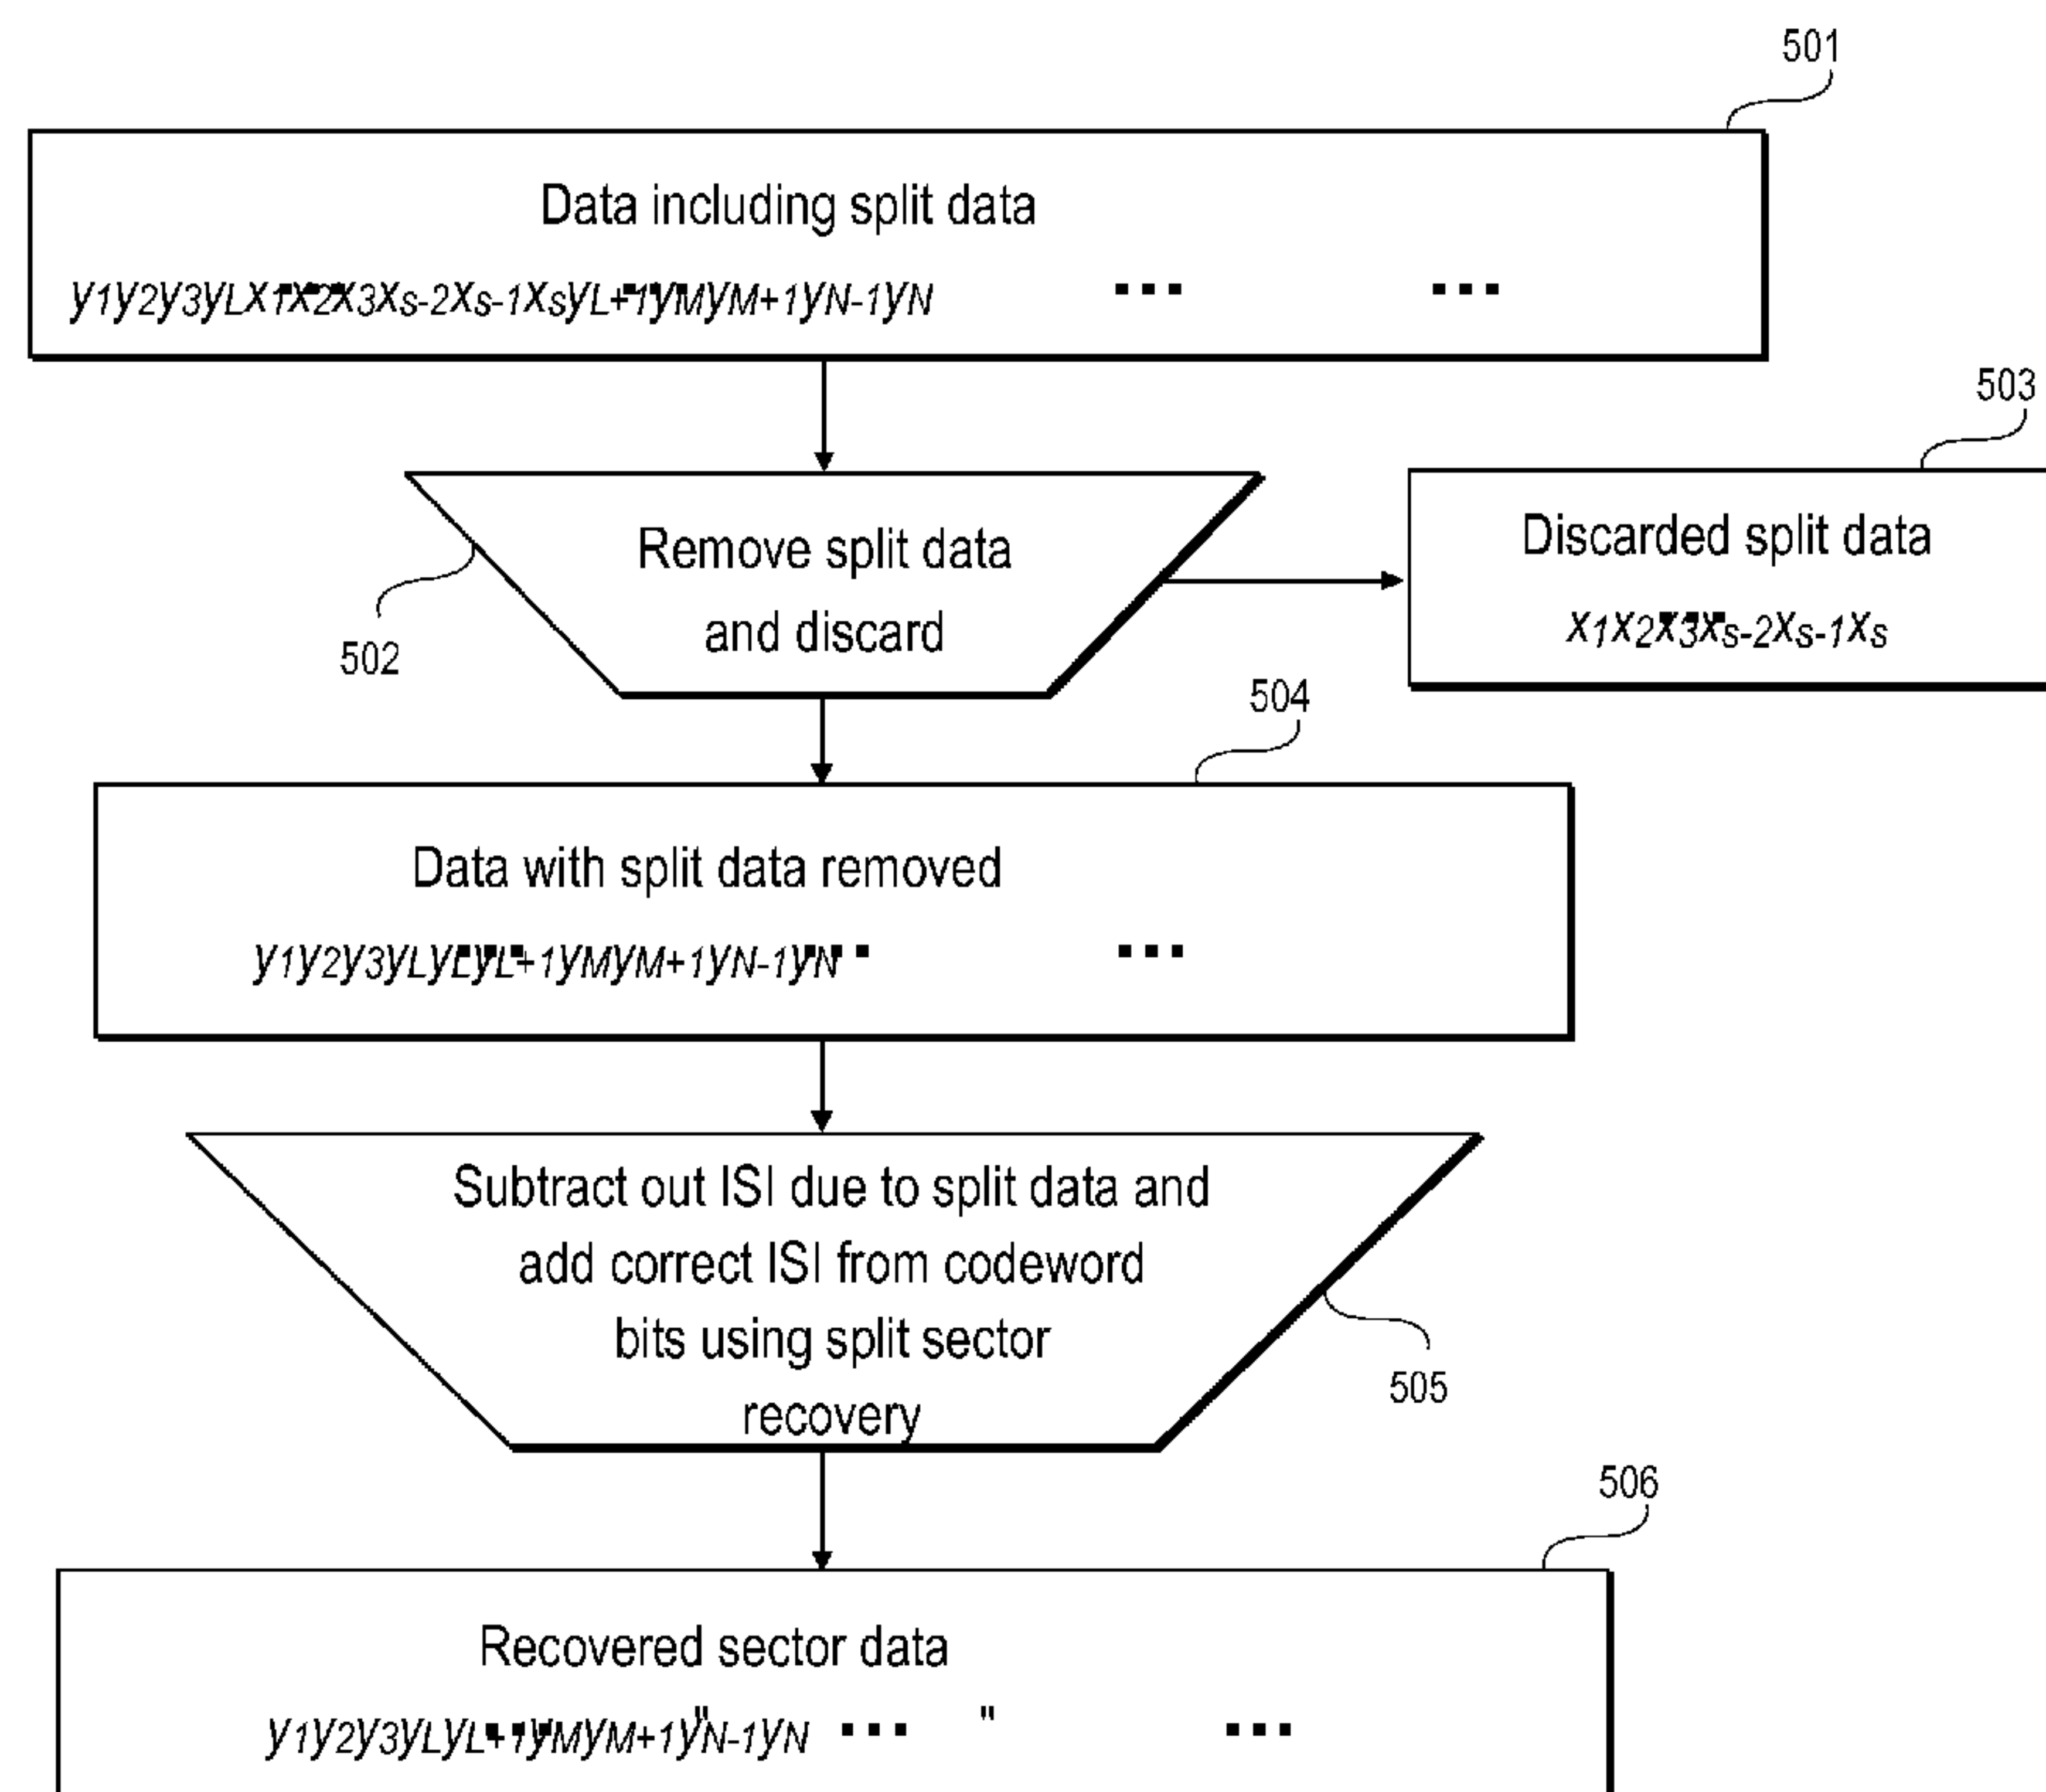 501
Data including split data
y1y2y3yLx1x2x3xs-2xs-1xsyL+1yMyM+1yN-1yN ... ...
503
Remove split data
and discard
Discarded split data
x1x2x3xs-2xs-1xs
502
504
Data with split data removed
y1y2y3yLyLyL+1yMyM+1yN-1yN ... ...
Subtract out ISI due to split data and
add correct ISI from codeword
bits using split sector
recovery
505
506
Recovered sector data
y1y2y3yLyL+1yMyM+1y"N-1yN ... " ...